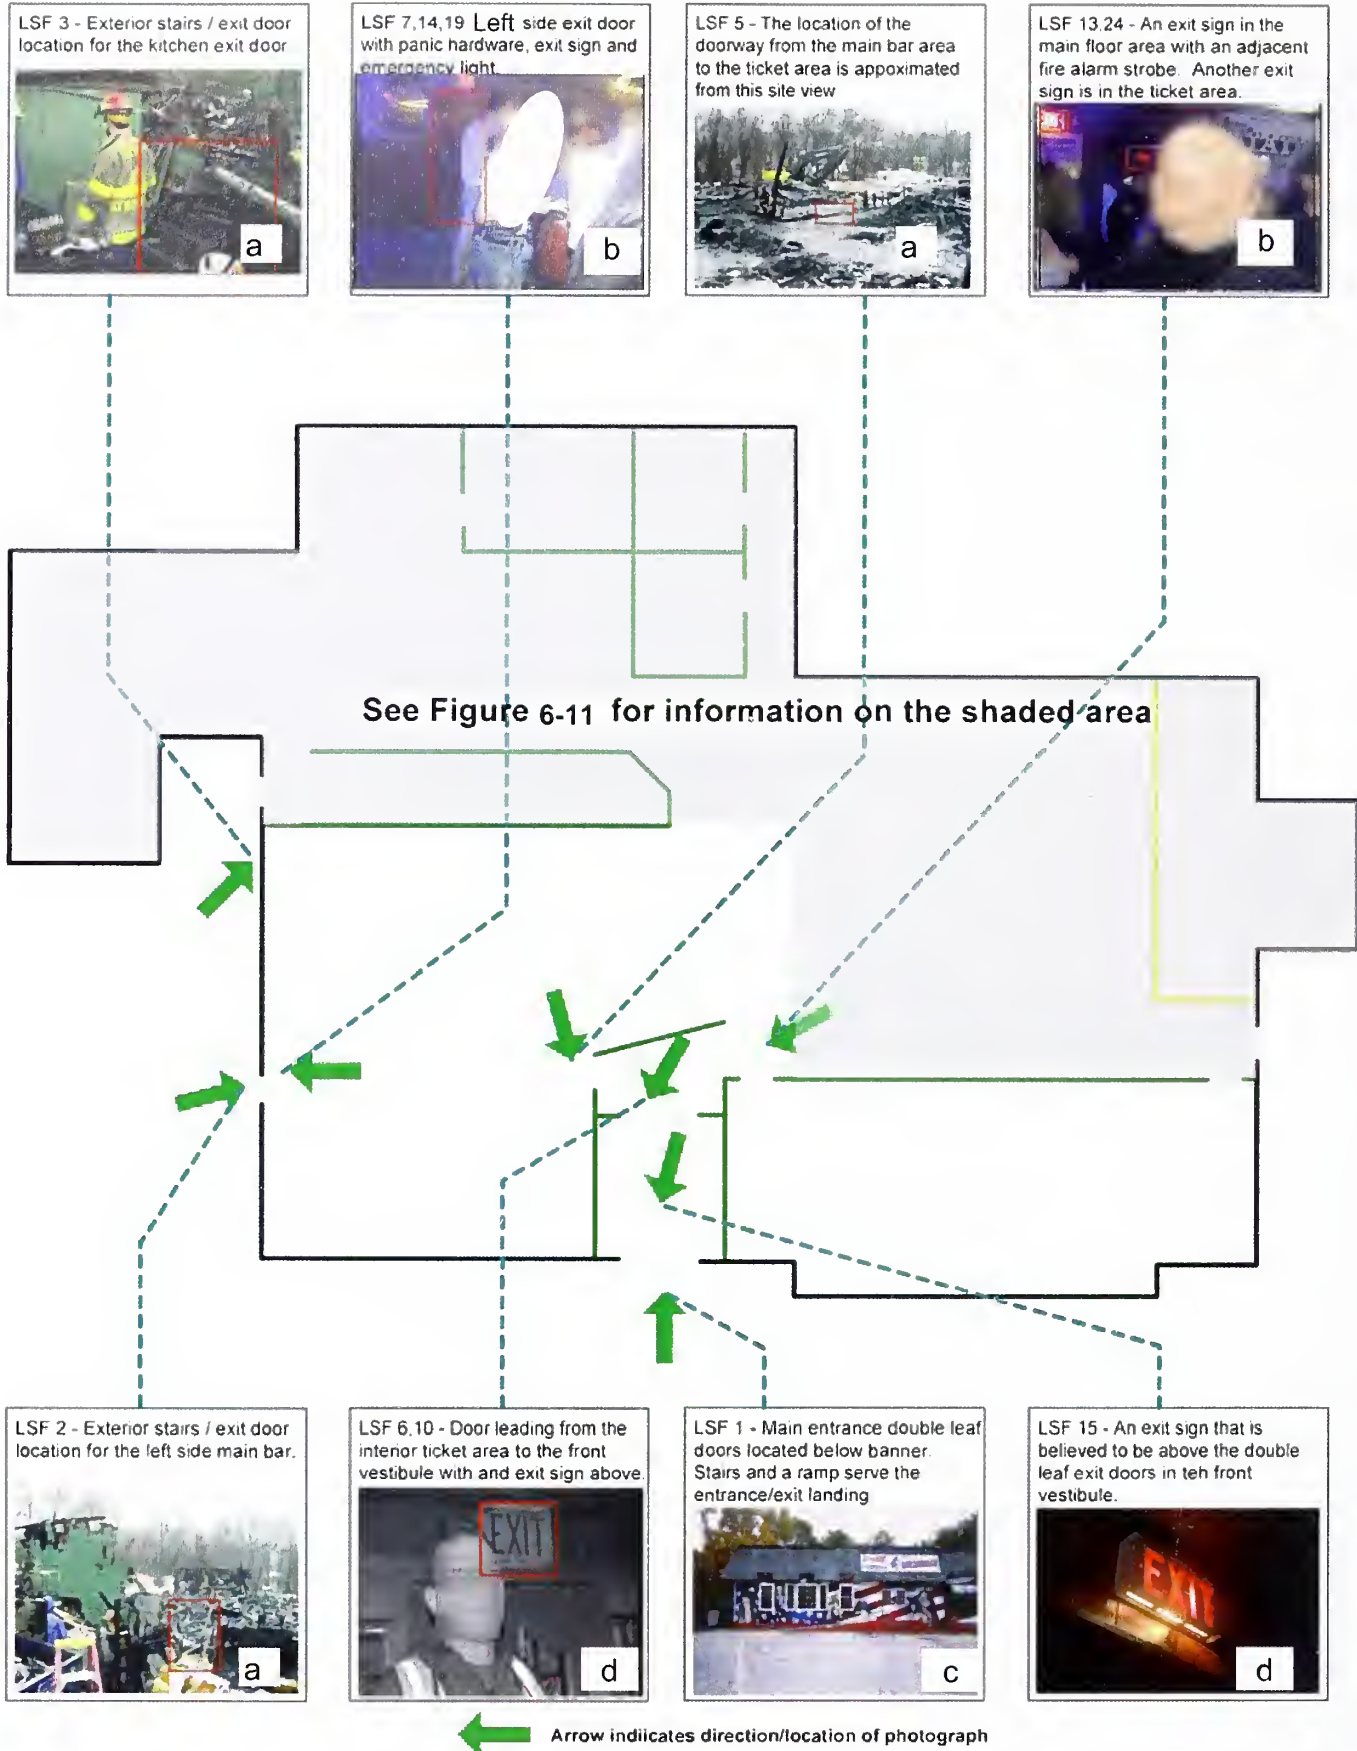 LSF 3 - Exterior stairs / exit door
location for the kitchen exit door
a
LSF 7,14,19 Left side exit door
with panic hardware, exit sign and
emergency light.
b
LSF 5 - The location of the
doorway from the main bar area
to the ticket area is appoximated
from this site view
a
LSF 13,24 - An exit sign in the
main floor area with an adjacent
fire alarm strobe. Another exit
sign is in the ticket area.
b
See Figure 6-11 for information on the shaded area
LSF 2 - Exterior stairs / exit door
location for the left side main bar.
a
LSF 6,10 - Door leading from the
interior ticket area to the front
vestibule with and exit sign above.
EXIT
d
LSF 1 - Main entrance double leaf
doors located below banner.
Stairs and a ramp serve the
entrance/exit landing
c
LSF 15 - An exit sign that is
believed to be above the double
leaf exit doors in teh front
vestibule.
EXIT
d
Arrow indiicates direction/location of photograph